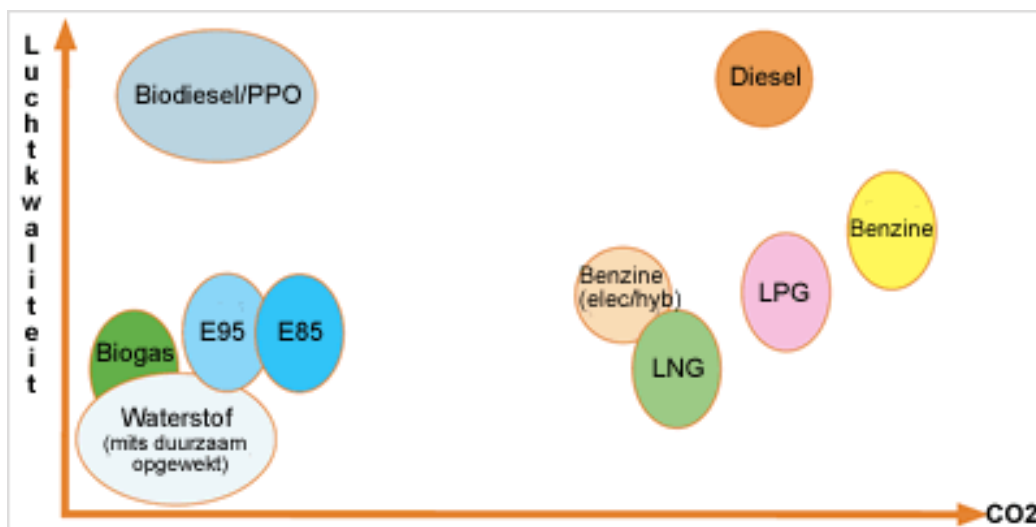 Luchtkwaliteit
Biodiesel/PPO
Diesel
Benzine
Benzine
(elec/hyb)
LPG
E95
E85
Biogas
LNG
Waterstof
(mits duurzaam
opgewekt)
CO2